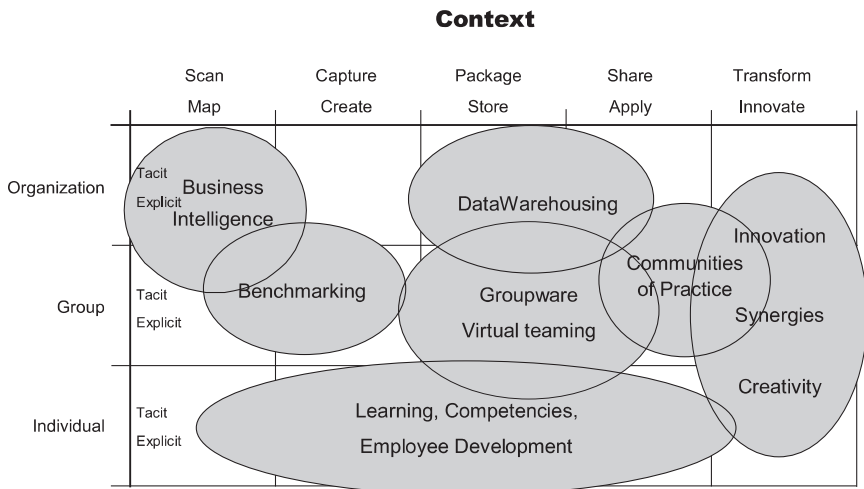 Context
Scan Capture Package Share Transform
Map Create Store Apply Innovate
Organization
Tacit
Explicit
Business
Intelligence
DataWarehousing
Innovation
Group
Tacit
Explicit
Benchmarking
Groupware
Virtual teaming
Communities
of Practice
Synergies
Creativity
Individual
Tacit
Explicit
Learning, Competencies,
Employee Development